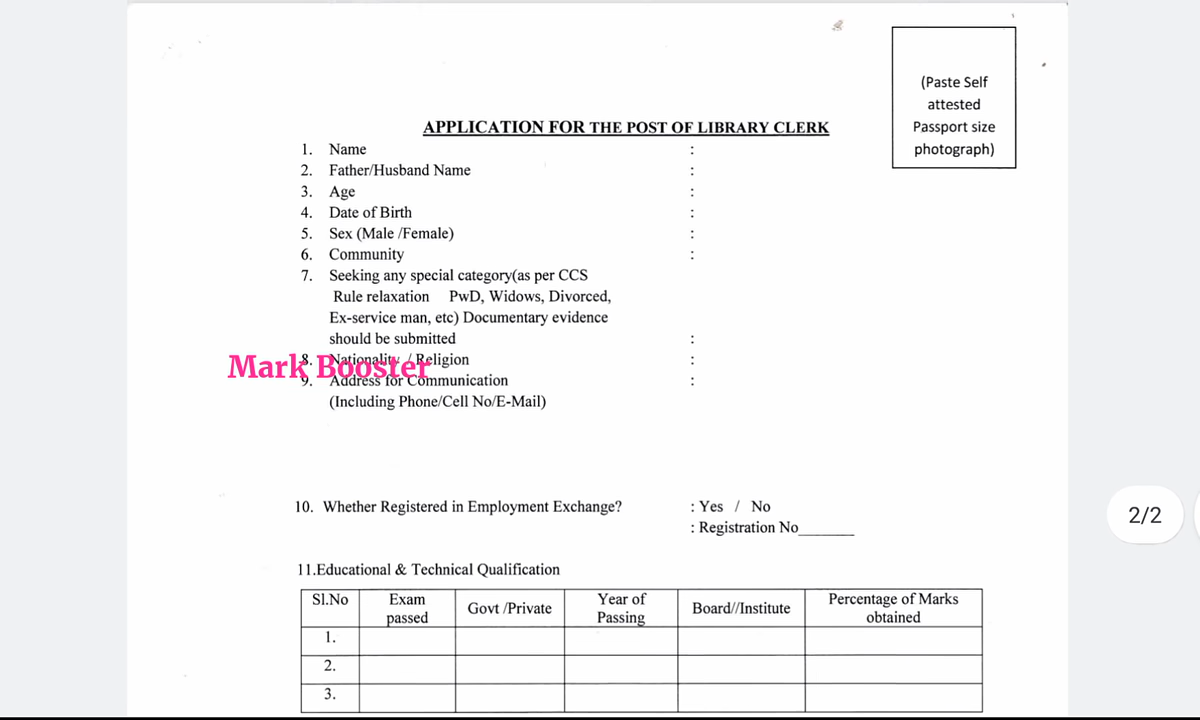 (Paste Self
attested
Passport size
photograph)
APPLICATION FOR THE POST OF LIBRARY CLERK
1. Name :
2. Father/Husband Name :
3. Age :
4. Date of Birth :
5. Sex (Male /Female) :
6. Community :
7. Seeking any special category(as per CCS
Rule relaxation PwD, Widows, Divorced,
Ex-service man, etc) Documentary evidence
should be submitted :
8. Nationality / Religion :
Mark Booster
9. Address for Communication :
(Including Phone/Cell No/E-Mail)
10. Whether Registered in Employment Exchange? : Yes / No
: Registration No______
2/2
11.Educational & Technical Qualification
Sl.No Exam passed Govt /Private Year of Passing Board//Institute Percentage of Marks obtained
1.
2.
3.